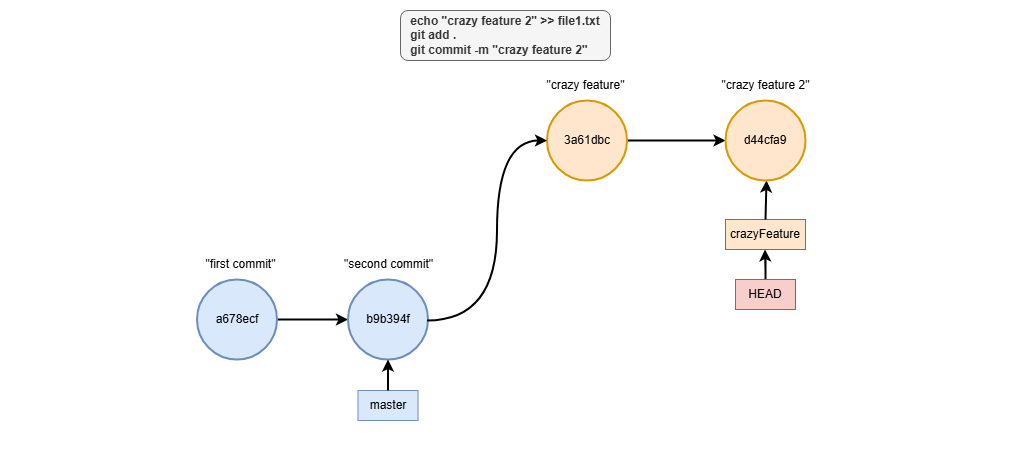 echo "crazy feature 2" >> file1.txt
git add .
git commit -m "crazy feature 2"
"crazy feature"
"crazy feature 2"
3a61dbc
d44cfa9
crazyFeature
HEAD
"first commit"
"second commit"
a678ecf
b9b394f
master